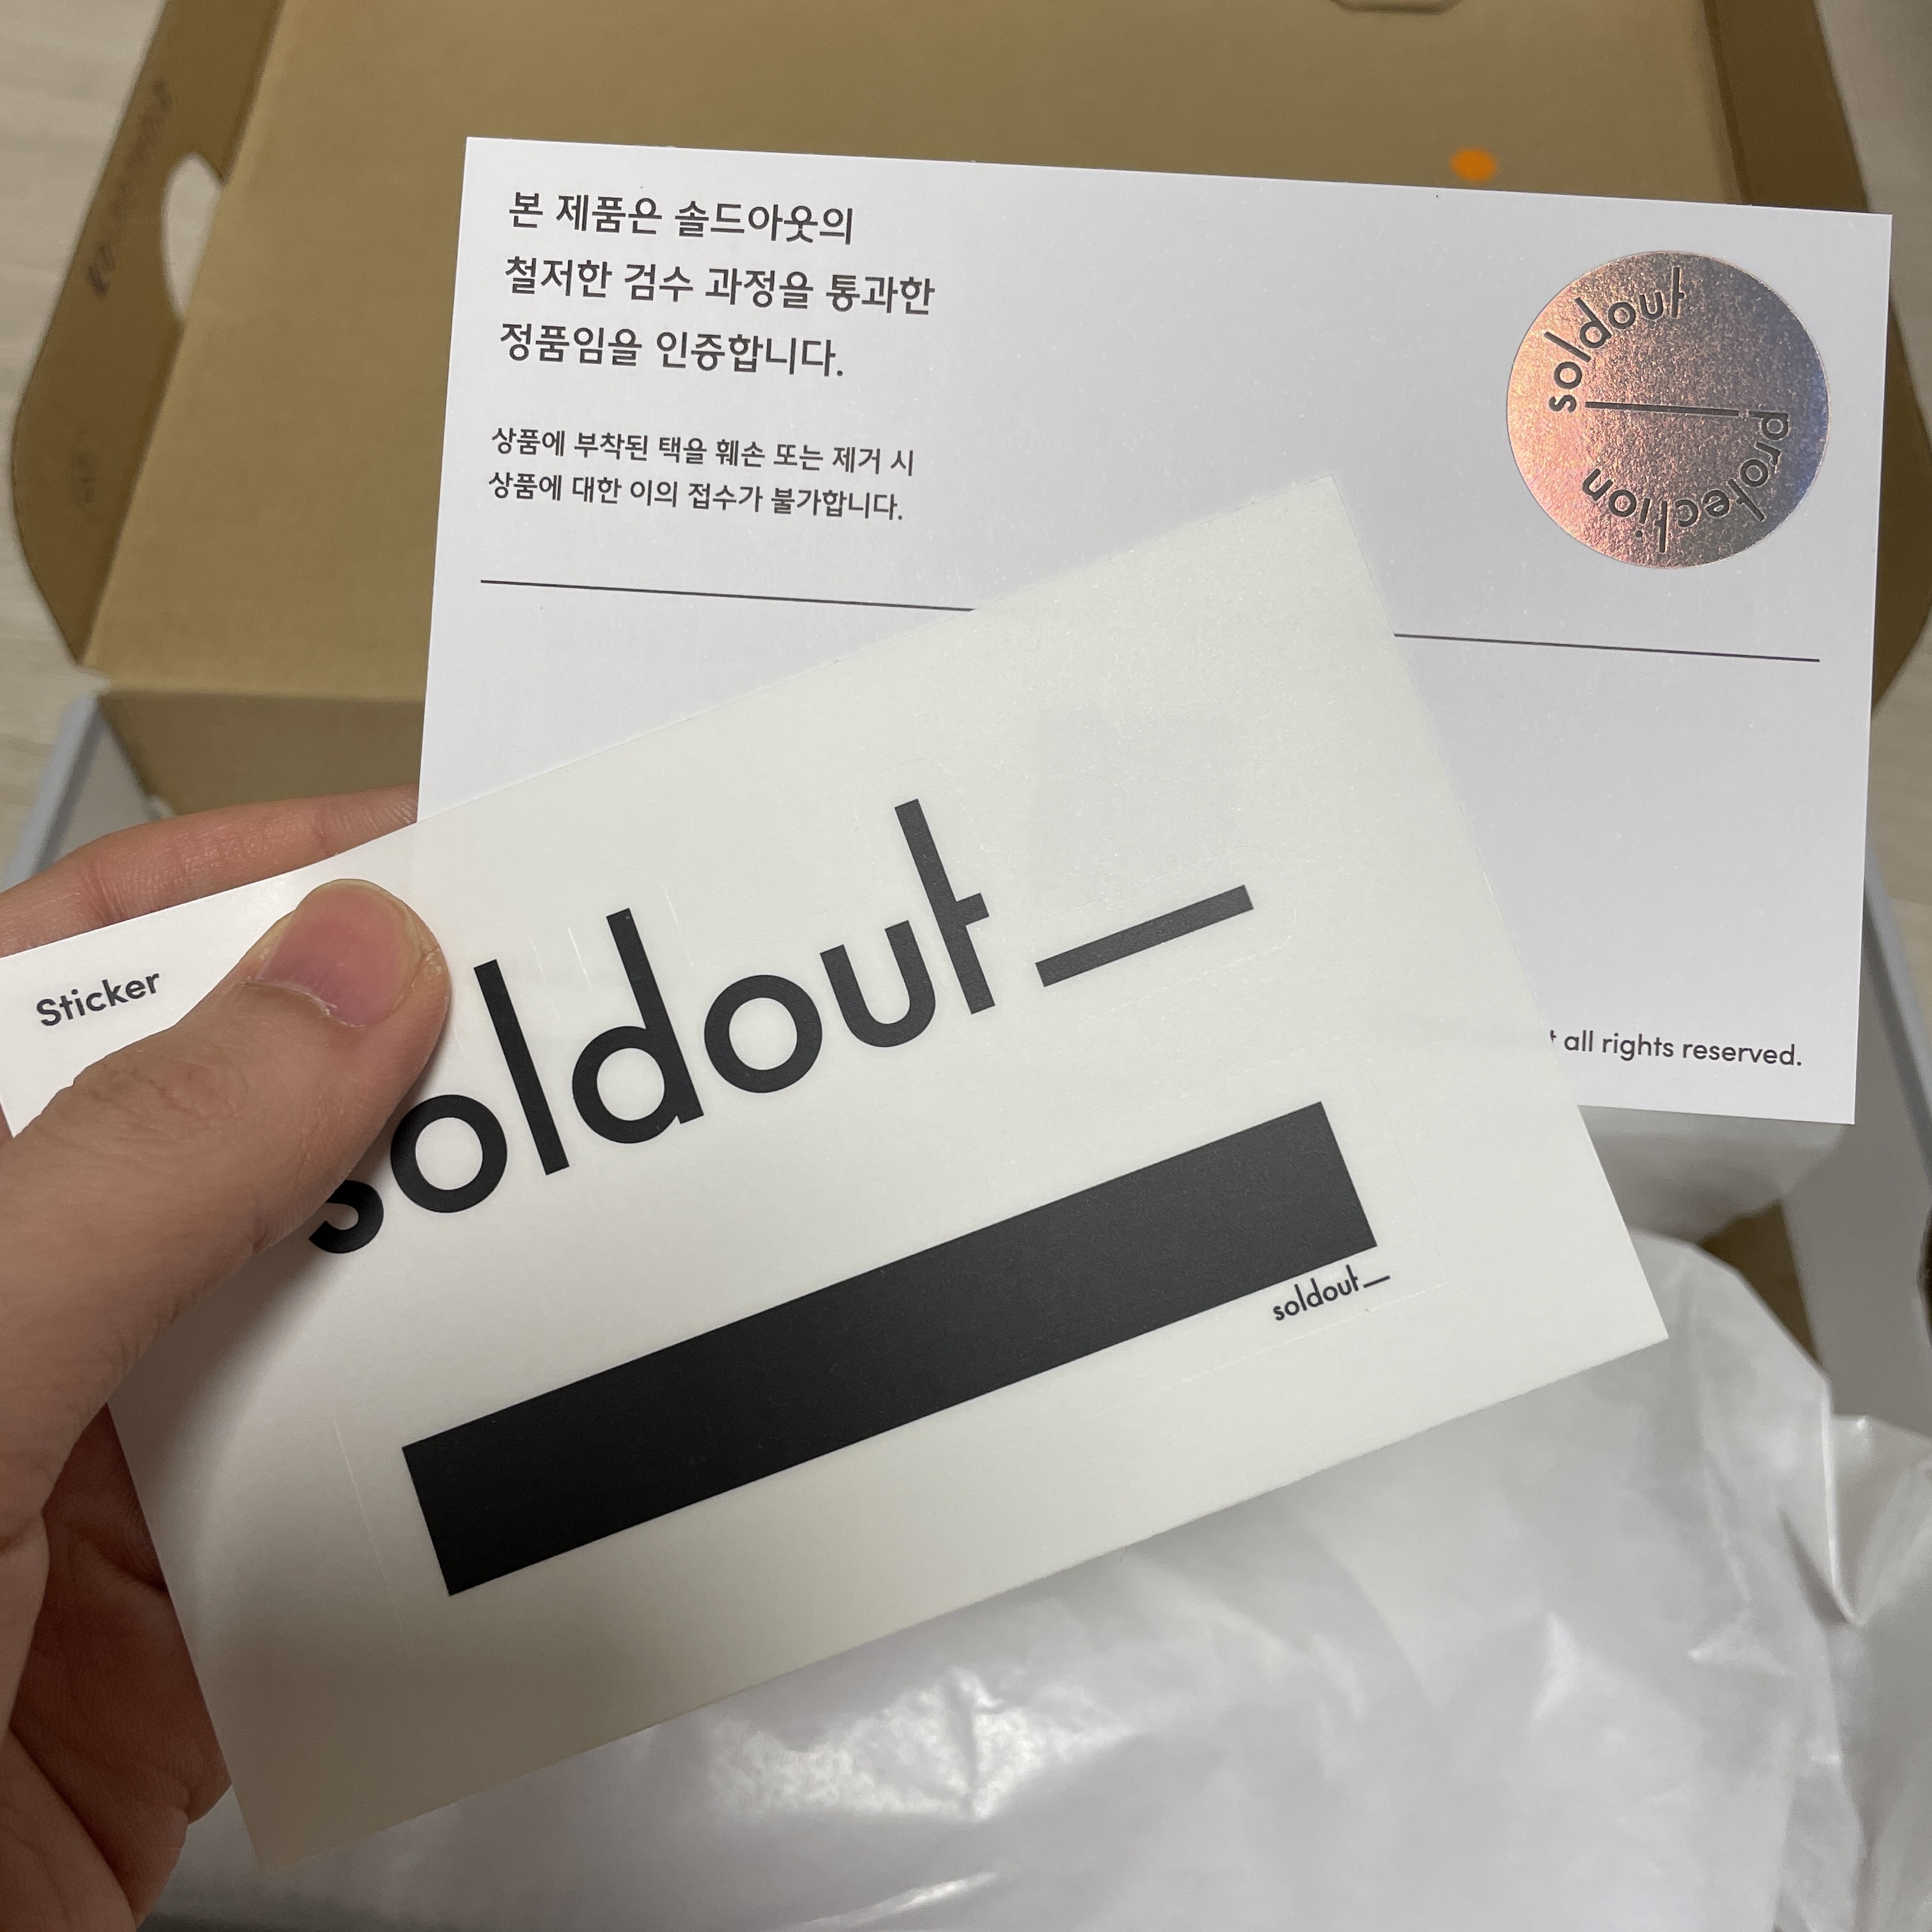 본 제품은 솔드아웃의
철저한 검수 과정을 통과한
정품임을 인증합니다.
상품에 부착된 택을 훼손 또는 제거 시
상품에 대한 이의 접수가 불가합니다.
soldout
protection
all rights reserved.
Sticker
soldout_
soldout_